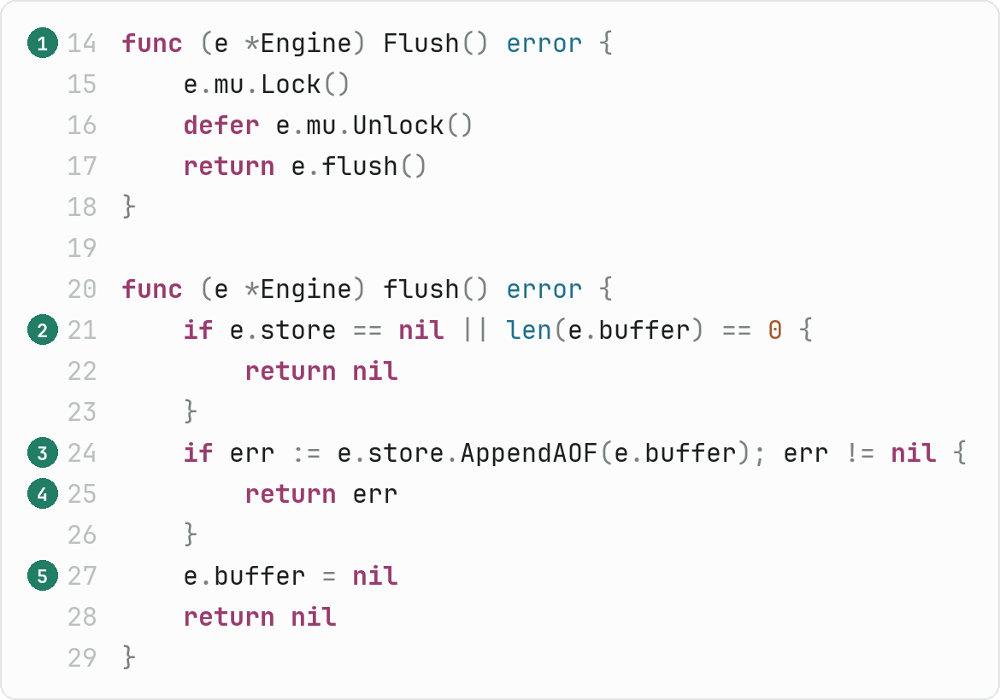 1 14 func (e *Engine) Flush() error {
15 e.mu.Lock()
16 defer e.mu.Unlock()
17 return e.flush()
18 }
19
20 func (e *Engine) flush() error {
2 21 if e.store == nil || len(e.buffer) == 0 {
22 return nil
23 }
3 24 if err := e.store.AppendAOF(e.buffer); err != nil {
4 25 return err
26 }
5 27 e.buffer = nil
28 return nil
29 }